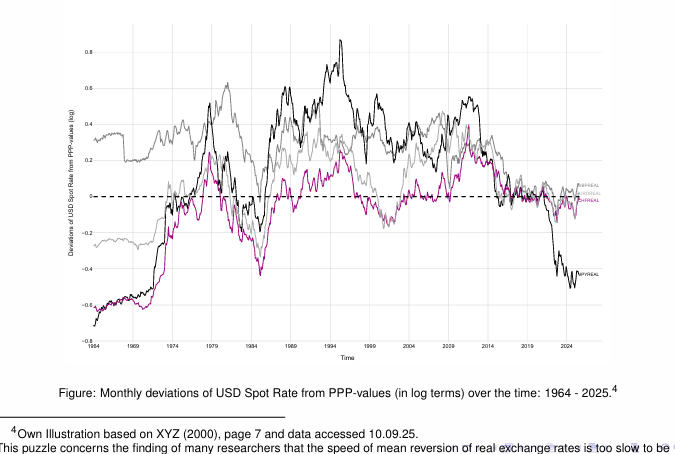 0.8
0.6
0.4
0.2
0
−0.2
−0.4
−0.6
−0.8
Deviations of USD Spot Rate from PPP-values (log)
GBPREAL
CHFREAL
JPYREAL
1964 1969 1974 1979 1984 1989 1994 1999 2004 2009 2014 2019 2024
Time
Figure: Monthly deviations of USD Spot Rate from PPP-values (in log terms) over the time: 1964 - 2025.4
4Own Illustration based on XYZ (2000), page 7 and data accessed 10.09.25.
This puzzle concerns the finding of many researchers that the speed of mean reversion of real exchange rates is too slow to be